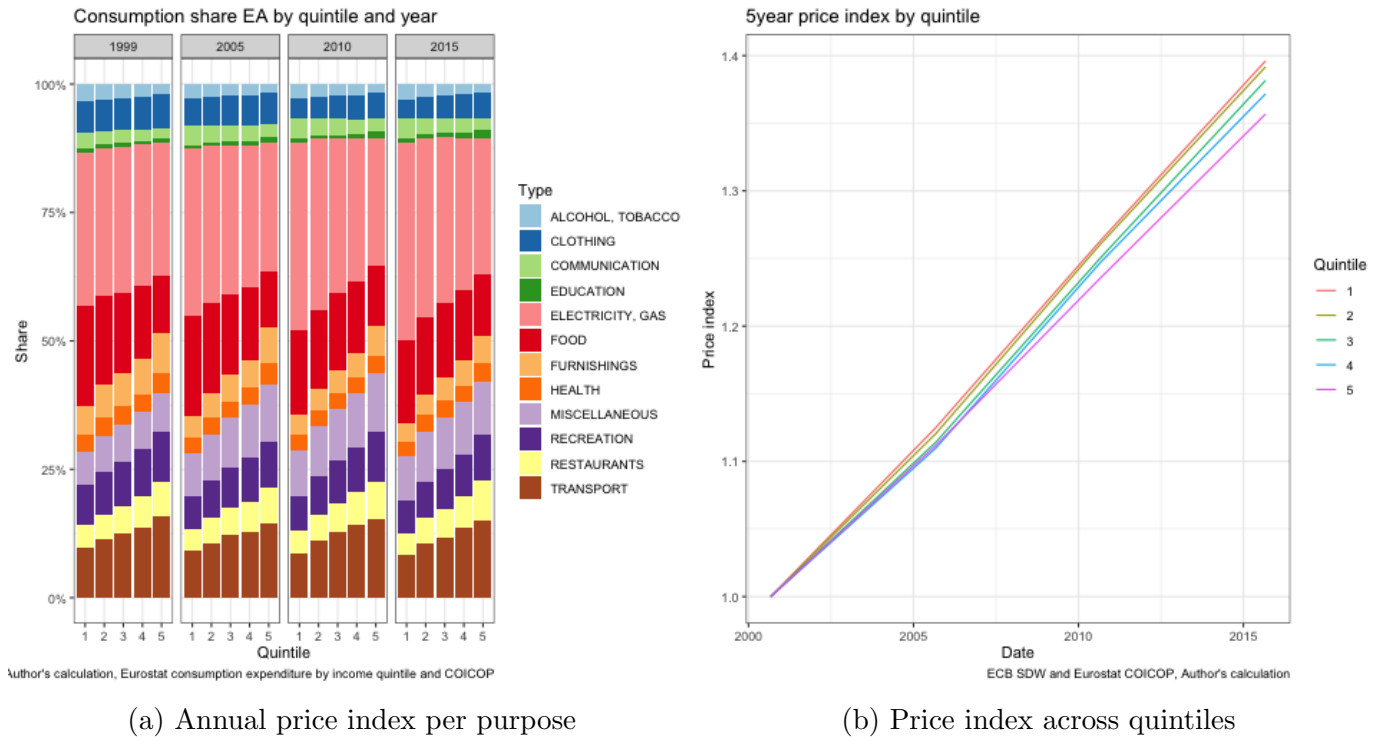 Consumption share EA by quintile and year
1999 2005 2010 2015
100%
75%
50%
25%
0%
Share
1 2 3 4 5 1 2 3 4 5 1 2 3 4 5 1 2 3 4 5
Quintile
Author's calculation, Eurostat consumption expenditure by income quintile and COICOP
Type
ALCOHOL, TOBACCO
CLOTHING
COMMUNICATION
EDUCATION
ELECTRICITY, GAS
FOOD
FURNISHINGS
HEALTH
MISCELLANEOUS
RECREATION
RESTAURANTS
TRANSPORT
(a) Annual price index per purpose
5year price index by quintile
1.4
1.3
1.2
1.1
1.0
Price index
2000 2005 2010 2015
Date
ECB SDW and Eurostat COICOP, Author's calculation
Quintile
1
2
3
4
5
(b) Price index across quintiles